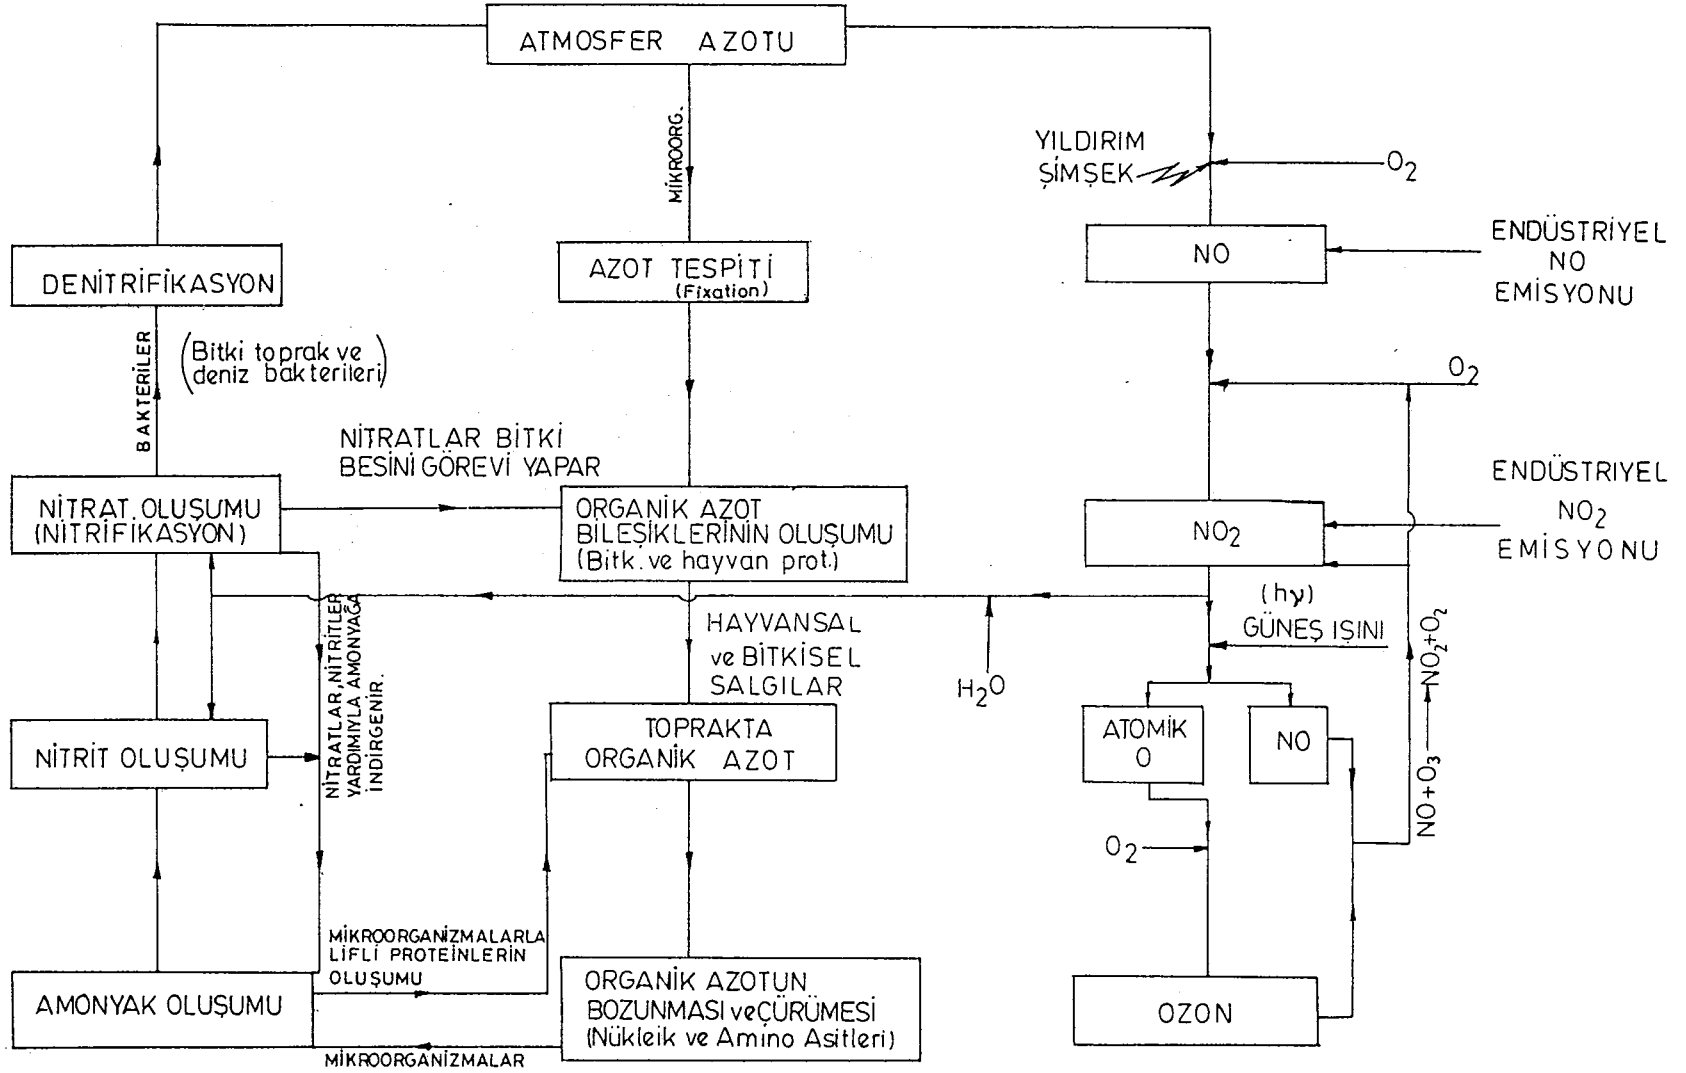 ATMOSFER AZOTU
MİKROORG.
YILDIRIM
ŞİMŞEK
O2
DENİTRİFİKASYON
AZOT TESPİTİ
(Fixation)
NO
ENDÜSTRİYEL
NO
EMİSYONU
BAKTERİLER
(Bitki toprak ve
deniz bakterileri)
O2
NİTRATLAR BİTKİ
BESİNİ GÖREVİ YAPAR
NİTRAT OLUŞUMU
(NİTRİFİKASYON)
ORGANİK AZOT
BİLEŞİKLERİNİN OLUŞUMU
(Bitk. ve hayvan prot.)
NO2
ENDÜSTRİYEL
NO2
EMİSYONU
(hγ)
GÜNEŞ IŞINI
HAYVANSAL
ve BİTKİSEL
SALGILAR
H2O
NİTRATLAR, NİTRİTLER
YARDIMIYLA AMONYAĞA
İNDİRGENİR.
NİTRİT OLUŞUMU
TOPRAKTA
ORGANİK AZOT
ATOMİK
O
NO
NO+O3→NO2+O2
O2
MİKROORGANİZMALARLA
LİFLİ PROTEİNLERİN
OLUŞUMU
AMONYAK OLUŞUMU
ORGANİK AZOTUN
BOZUNMASI ve ÇÜRÜMESİ
(Nükleik ve Amino Asitleri)
OZON
MİKROORGANİZMALAR